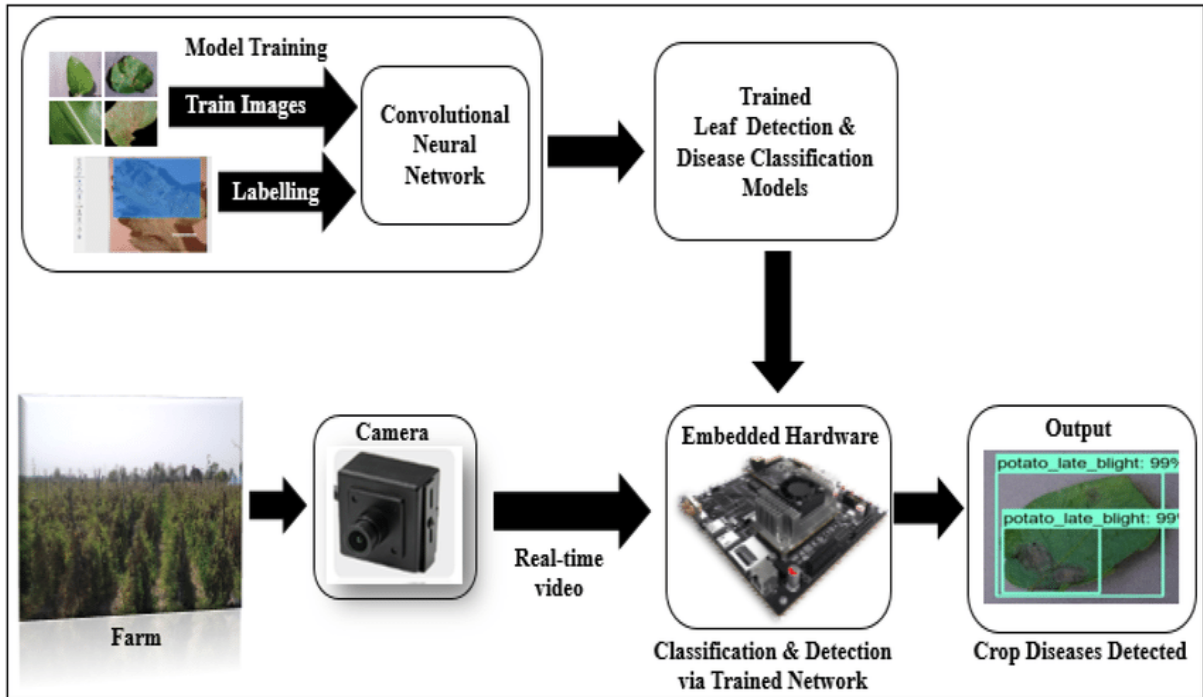 Model Training
Train Images
Labelling
Convolutional
Neural
Network
Trained
Leaf Detection &
Disease Classification
Models
Farm
Camera
Real-time
video
Embedded Hardware
Classification & Detection
via Trained Network
Output
potato_late_blight: 99%
potato_late_blight: 99%
Crop Diseases Detected